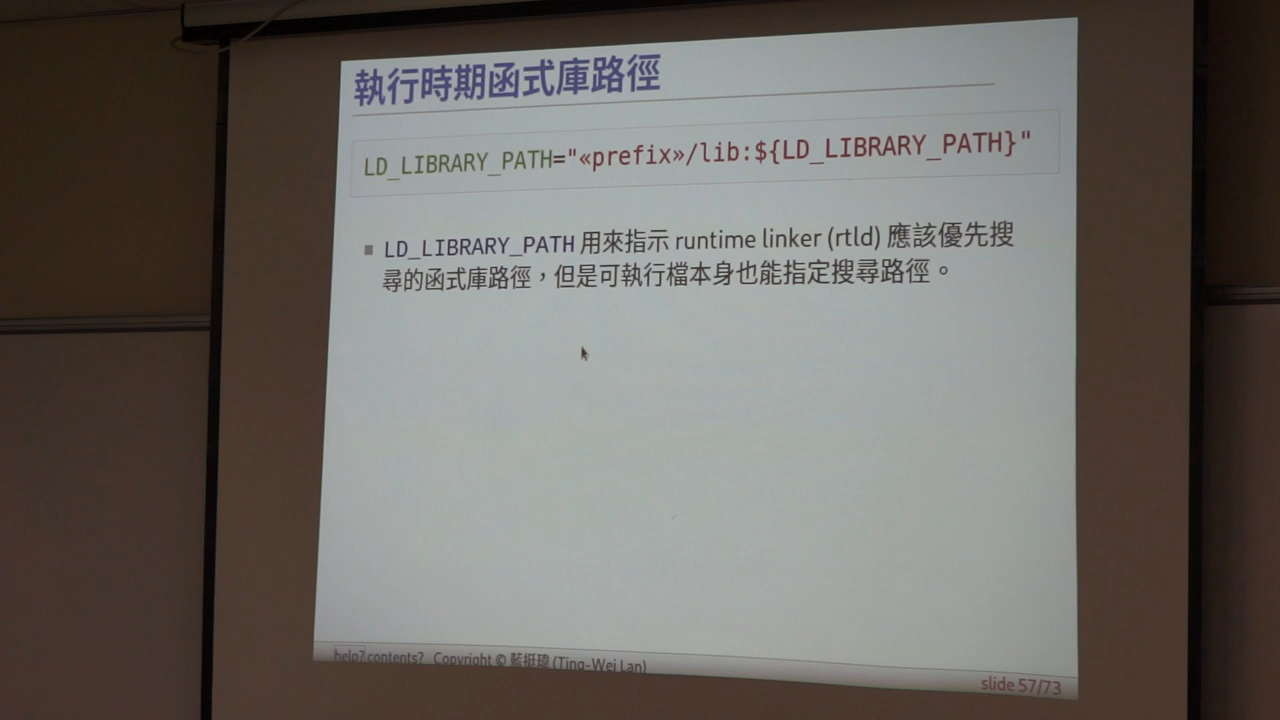 執行時期函式庫路徑
LD_LIBRARY_PATH="«prefix»/lib:${LD_LIBRARY_PATH}"
LD_LIBRARY_PATH 用來指示 runtime linker (rtld) 應該優先搜
尋的函式庫路徑，但是可執行檔本身也能指定搜尋路徑。
help? contents? Copyright © 藍挺瑋 (Ting-Wei Lan)
slide 57/73